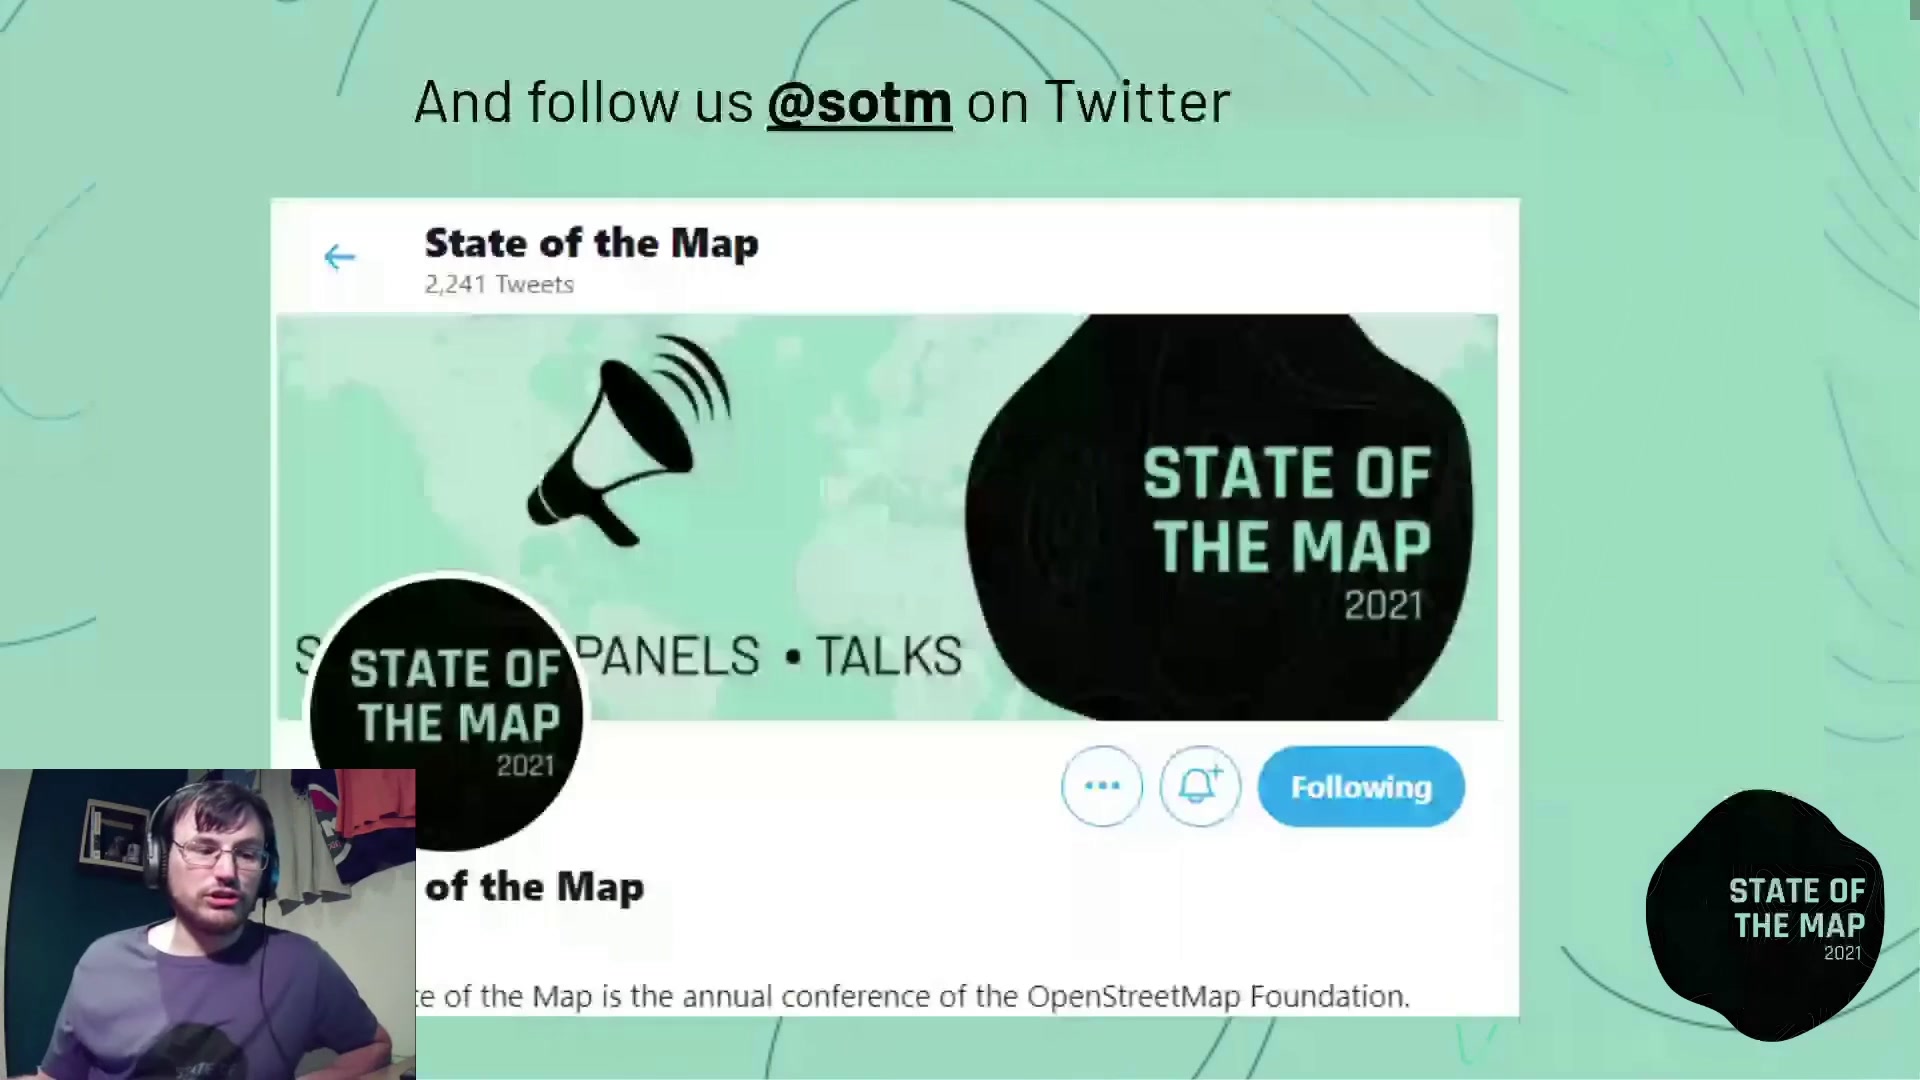 And follow us @sotm on Twitter
State of the Map
2,241 Tweets
STATE OF
THE MAP
2021
S PANELS • TALKS
STATE OF
THE MAP
2021
Following
of the Map
te of the Map is the annual conference of the OpenStreetMap Foundation.
STATE OF
THE MAP
2021